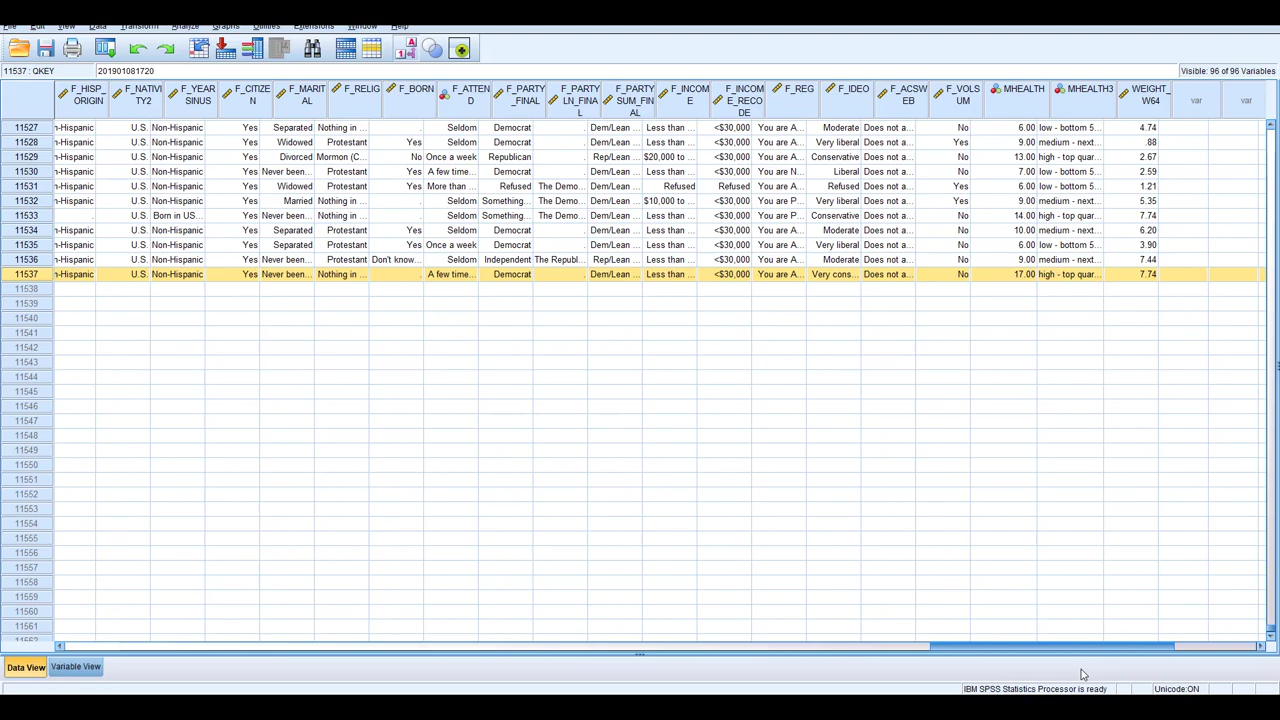 File Edit View Data Transform Analyze Graphs Utilities Extensions Window Help
11537 : QKEY 201901081720 Visible: 96 of 96 Variables
F_HISP_ORIGIN F_NATIVITY2 F_YEARSINUS F_CITIZEN F_MARITAL F_RELIG F_BORN F_ATTEND F_PARTY_FINAL F_PARTYLN_FINAL F_PARTYSUM_FINAL F_INCOME F_INCOME_RECODE F_REG F_IDEO F_ACSWEB F_VOLSUM MHEALTH MHEALTH3 WEIGHT_W64 var var
11527 n-Hispanic U.S. Non-Hispanic Yes Separated Nothing in ... . Seldom Democrat . Dem/Lean ... Less than ... <$30,000 You are A... Moderate Does not a... No 6.00 low - bottom 5... 4.74
11528 n-Hispanic U.S. Non-Hispanic Yes Widowed Protestant Yes Seldom Democrat . Dem/Lean ... Less than ... <$30,000 You are A... Very liberal Does not a... Yes 9.00 medium - next... .88
11529 n-Hispanic U.S. Non-Hispanic Yes Divorced Mormon (C... No Once a week Republican . Rep/Lean ... $20,000 to ... <$30,000 You are A... Conservative Does not a... No 13.00 high - top quar... 2.67
11530 n-Hispanic U.S. Non-Hispanic Yes Never been... Protestant Yes A few time... Democrat . Dem/Lean ... Less than ... <$30,000 You are N... Liberal Does not a... No 7.00 low - bottom 5... 2.59
11531 n-Hispanic U.S. Non-Hispanic Yes Widowed Protestant Yes More than ... Refused The Demo... Dem/Lean ... Refused Refused You are A... Refused Does not a... Yes 6.00 low - bottom 5... 1.21
11532 n-Hispanic U.S. Non-Hispanic Yes Married Protestant No Seldom Something... The Demo... Dem/Lean ... $10,000 to ... <$30,000 You are P... Very liberal Does not a... Yes 9.00 medium - next... 5.35
11533 . U.S. Born in US... Yes Never been... Protestant No Seldom Something... The Demo... Dem/Lean ... Less than ... <$30,000 You are P... Conservative Does not a... No 14.00 high - top quar... 7.74
11534 n-Hispanic U.S. Non-Hispanic Yes Separated Protestant Yes Seldom Democrat . Dem/Lean ... Less than ... <$30,000 You are A... Moderate Does not a... No 10.00 medium - next... 6.20
11535 n-Hispanic U.S. Non-Hispanic Yes Separated Protestant Yes Once a week Democrat . Dem/Lean ... Less than ... <$30,000 You are A... Very liberal Does not a... No 6.00 low - bottom 5... 3.90
11536 n-Hispanic U.S. Non-Hispanic Yes Never been... Protestant Don't know... Seldom Independent The Republ... Rep/Lean ... Less than ... <$30,000 You are P... Moderate Does not a... No 9.00 medium - next... 7.44
11537 n-Hispanic U.S. Non-Hispanic Yes Never been... Nothing in ... . A few time... Democrat . Dem/Lean ... Less than ... <$30,000 You are A... Very cons... Does not a... No 17.00 high - top quar... 7.74
11538
11539
11540
11541
11542
11543
11544
11545
11546
11547
11548
11549
11550
11551
11552
11553
11554
11555
11556
11557
11558
11559
11560
11561
11562
Data View Variable View
IBM SPSS Statistics Processor is ready Unicode:ON